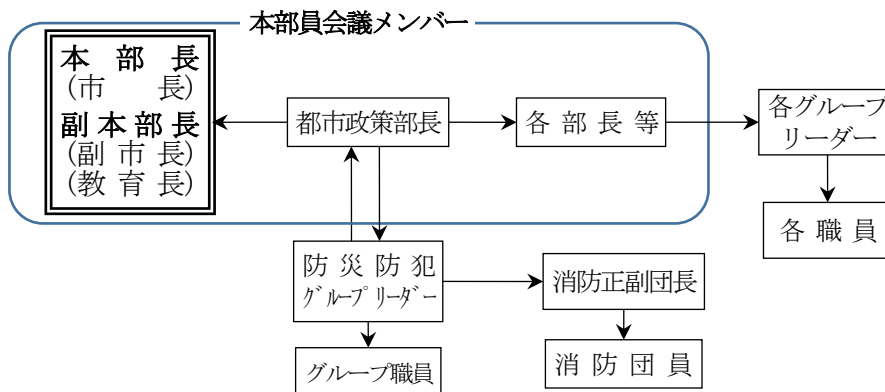 本部員会議メンバー
本部長
(市長)
副本部長
(副市長)
(教育長)
都市政策部長
各部長等
各グループ
リーダー
各職員
防災防犯
グループリーダー
消防正副団長
グループ職員
消防団員